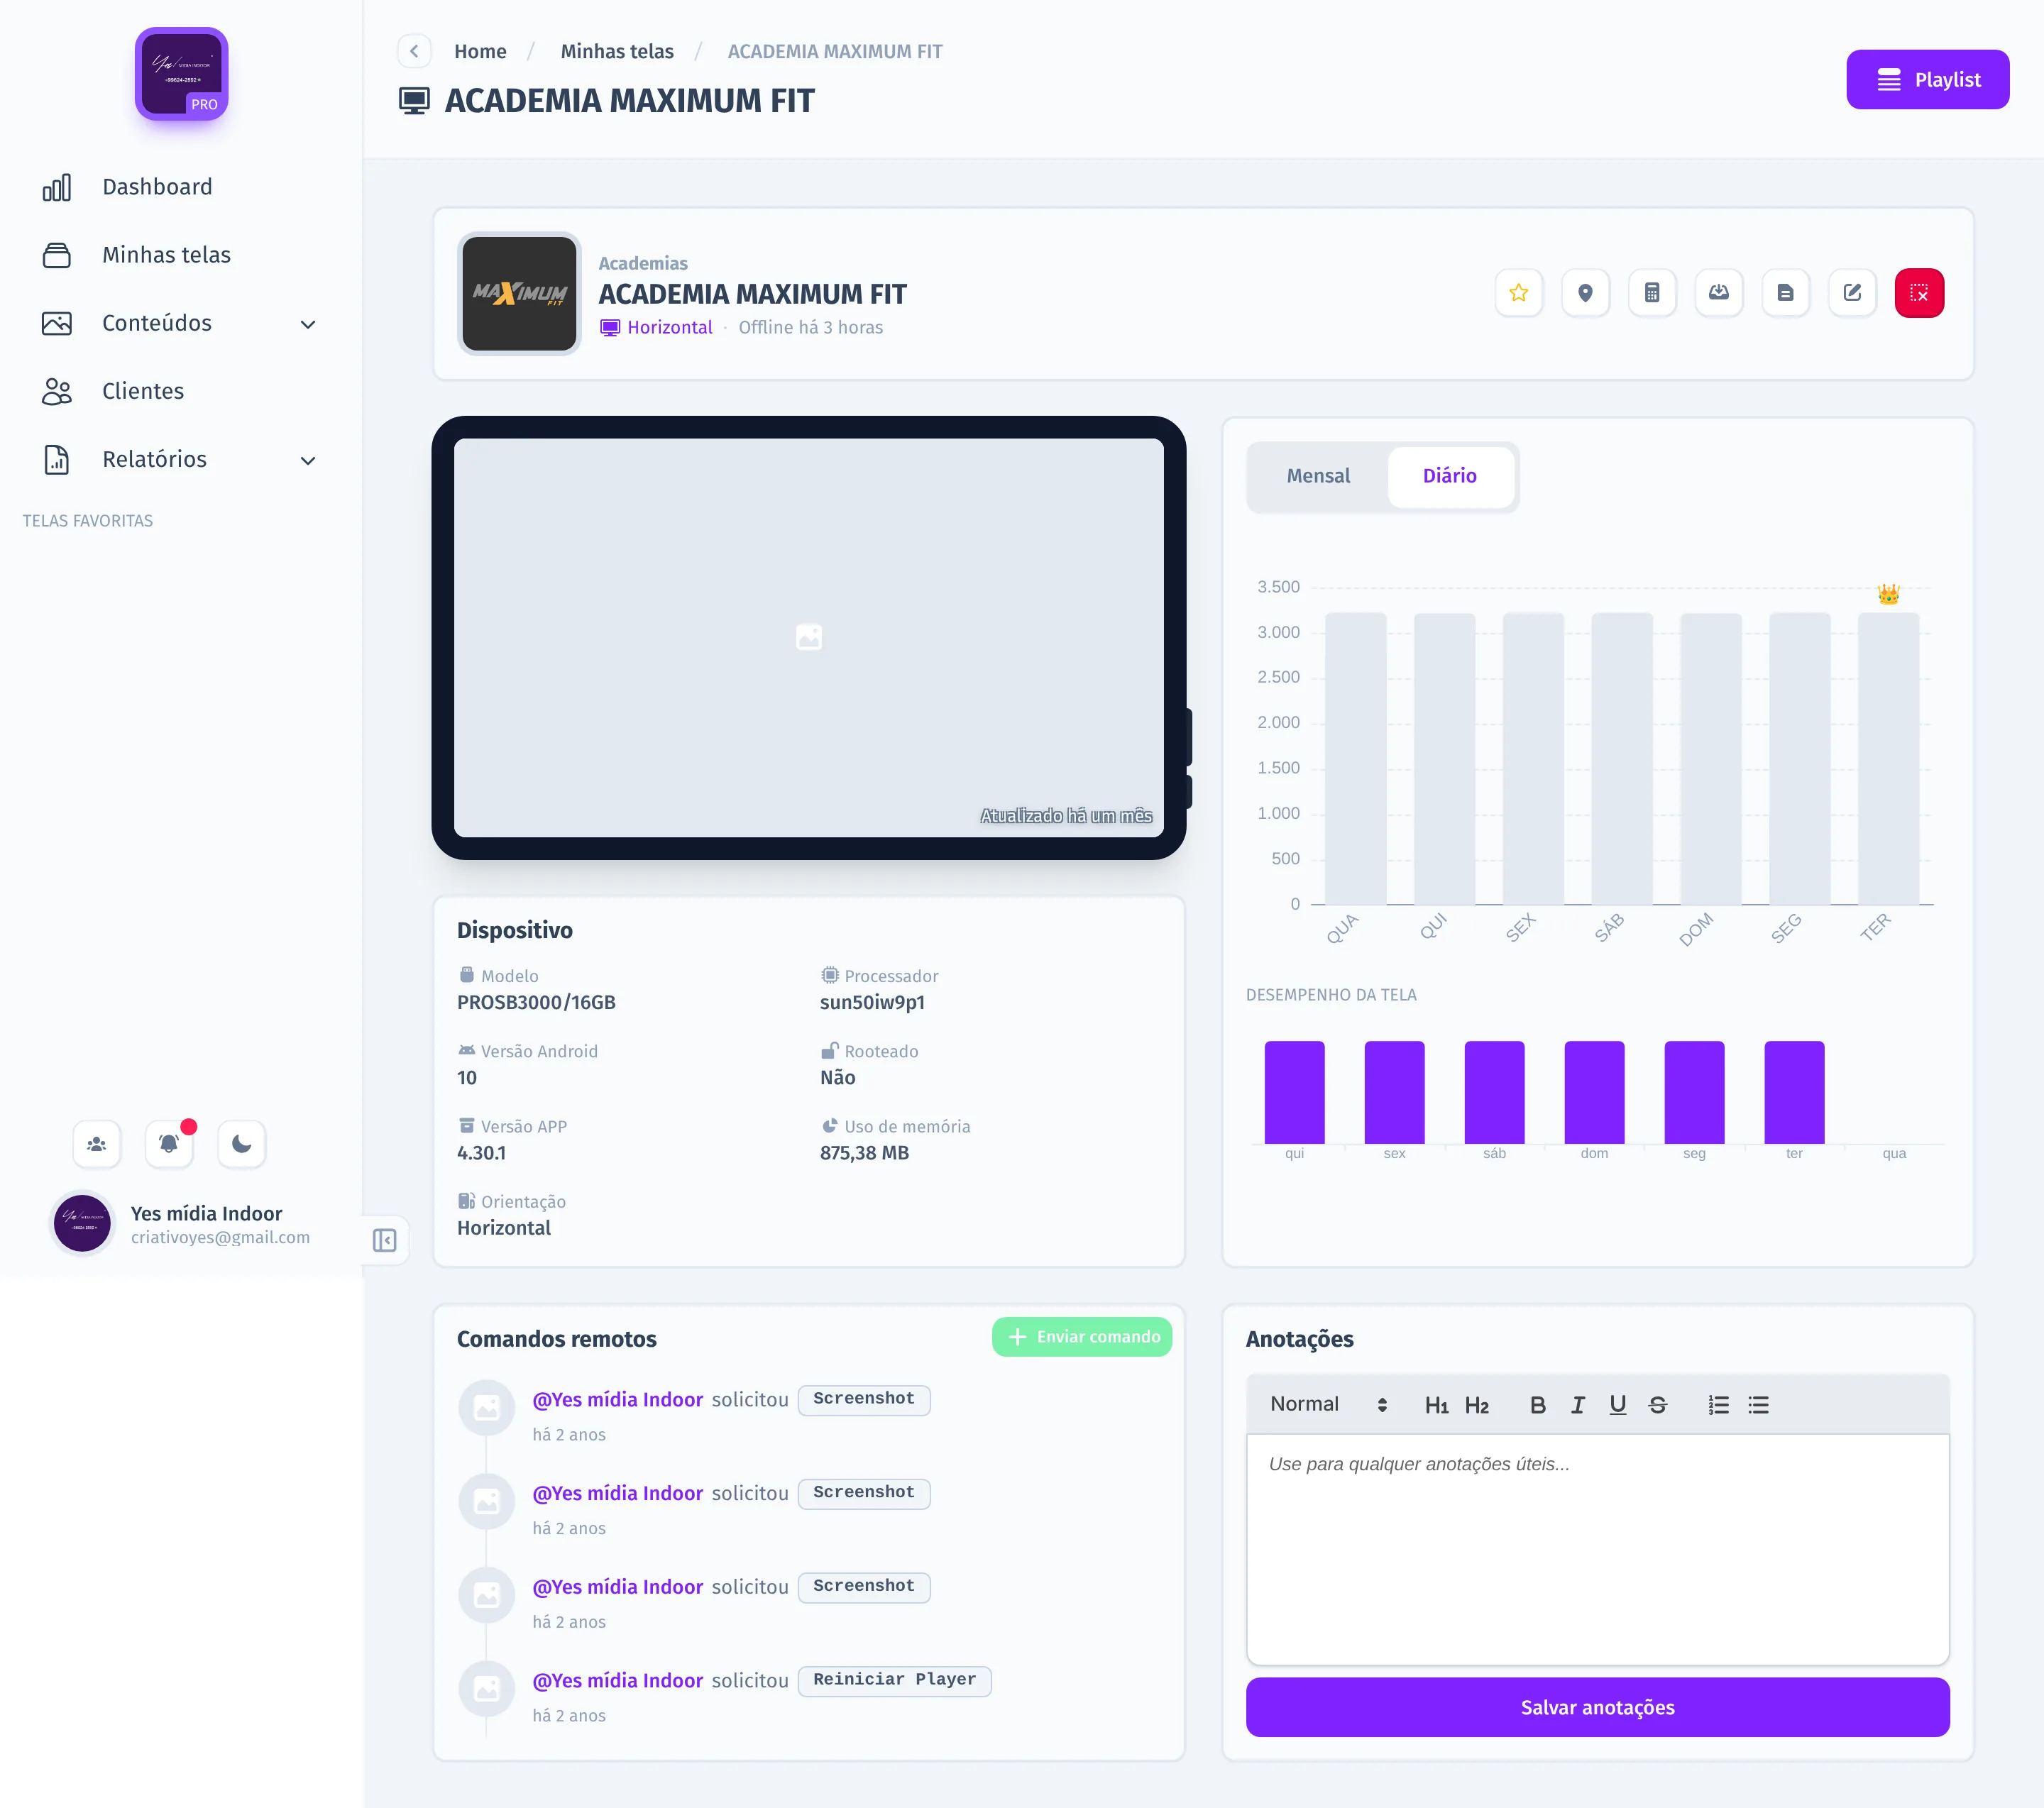 Yes/ MIDIA INDOOR
PRO
Dashboard
Minhas telas
Conteúdos
Clientes
Relatórios
TELAS FAVORITAS
Yes mídia Indoor
criativoyes@gmail.com
Home / Minhas telas / ACADEMIA MAXIMUM FIT
ACADEMIA MAXIMUM FIT
Playlist
MAXIMUM
FIT
Academias
ACADEMIA MAXIMUM FIT
Horizontal · Offline há 3 horas
Atualizado há um mês
Mensal Diário
3.500
3.000
2.500
2.000
1.500
1.000
500
0
QUA QUI SEX SÁB DOM SEG TER
DESEMPENHO DA TELA
qui sex sáb dom seg ter qua
Dispositivo
Modelo
PROSB3000/16GB
Processador
sun50iw9p1
Versão Android
10
Rooteado
Não
Versão APP
4.30.1
Uso de memória
875,38 MB
Orientação
Horizontal
Comandos remotos
Enviar comando
@Yes mídia Indoor solicitou Screenshot
há 2 anos
@Yes mídia Indoor solicitou Screenshot
há 2 anos
@Yes mídia Indoor solicitou Screenshot
há 2 anos
@Yes mídia Indoor solicitou Reiniciar Player
há 2 anos
Anotações
Normal H1 H2 B I U S
Use para qualquer anotações úteis...
Salvar anotações